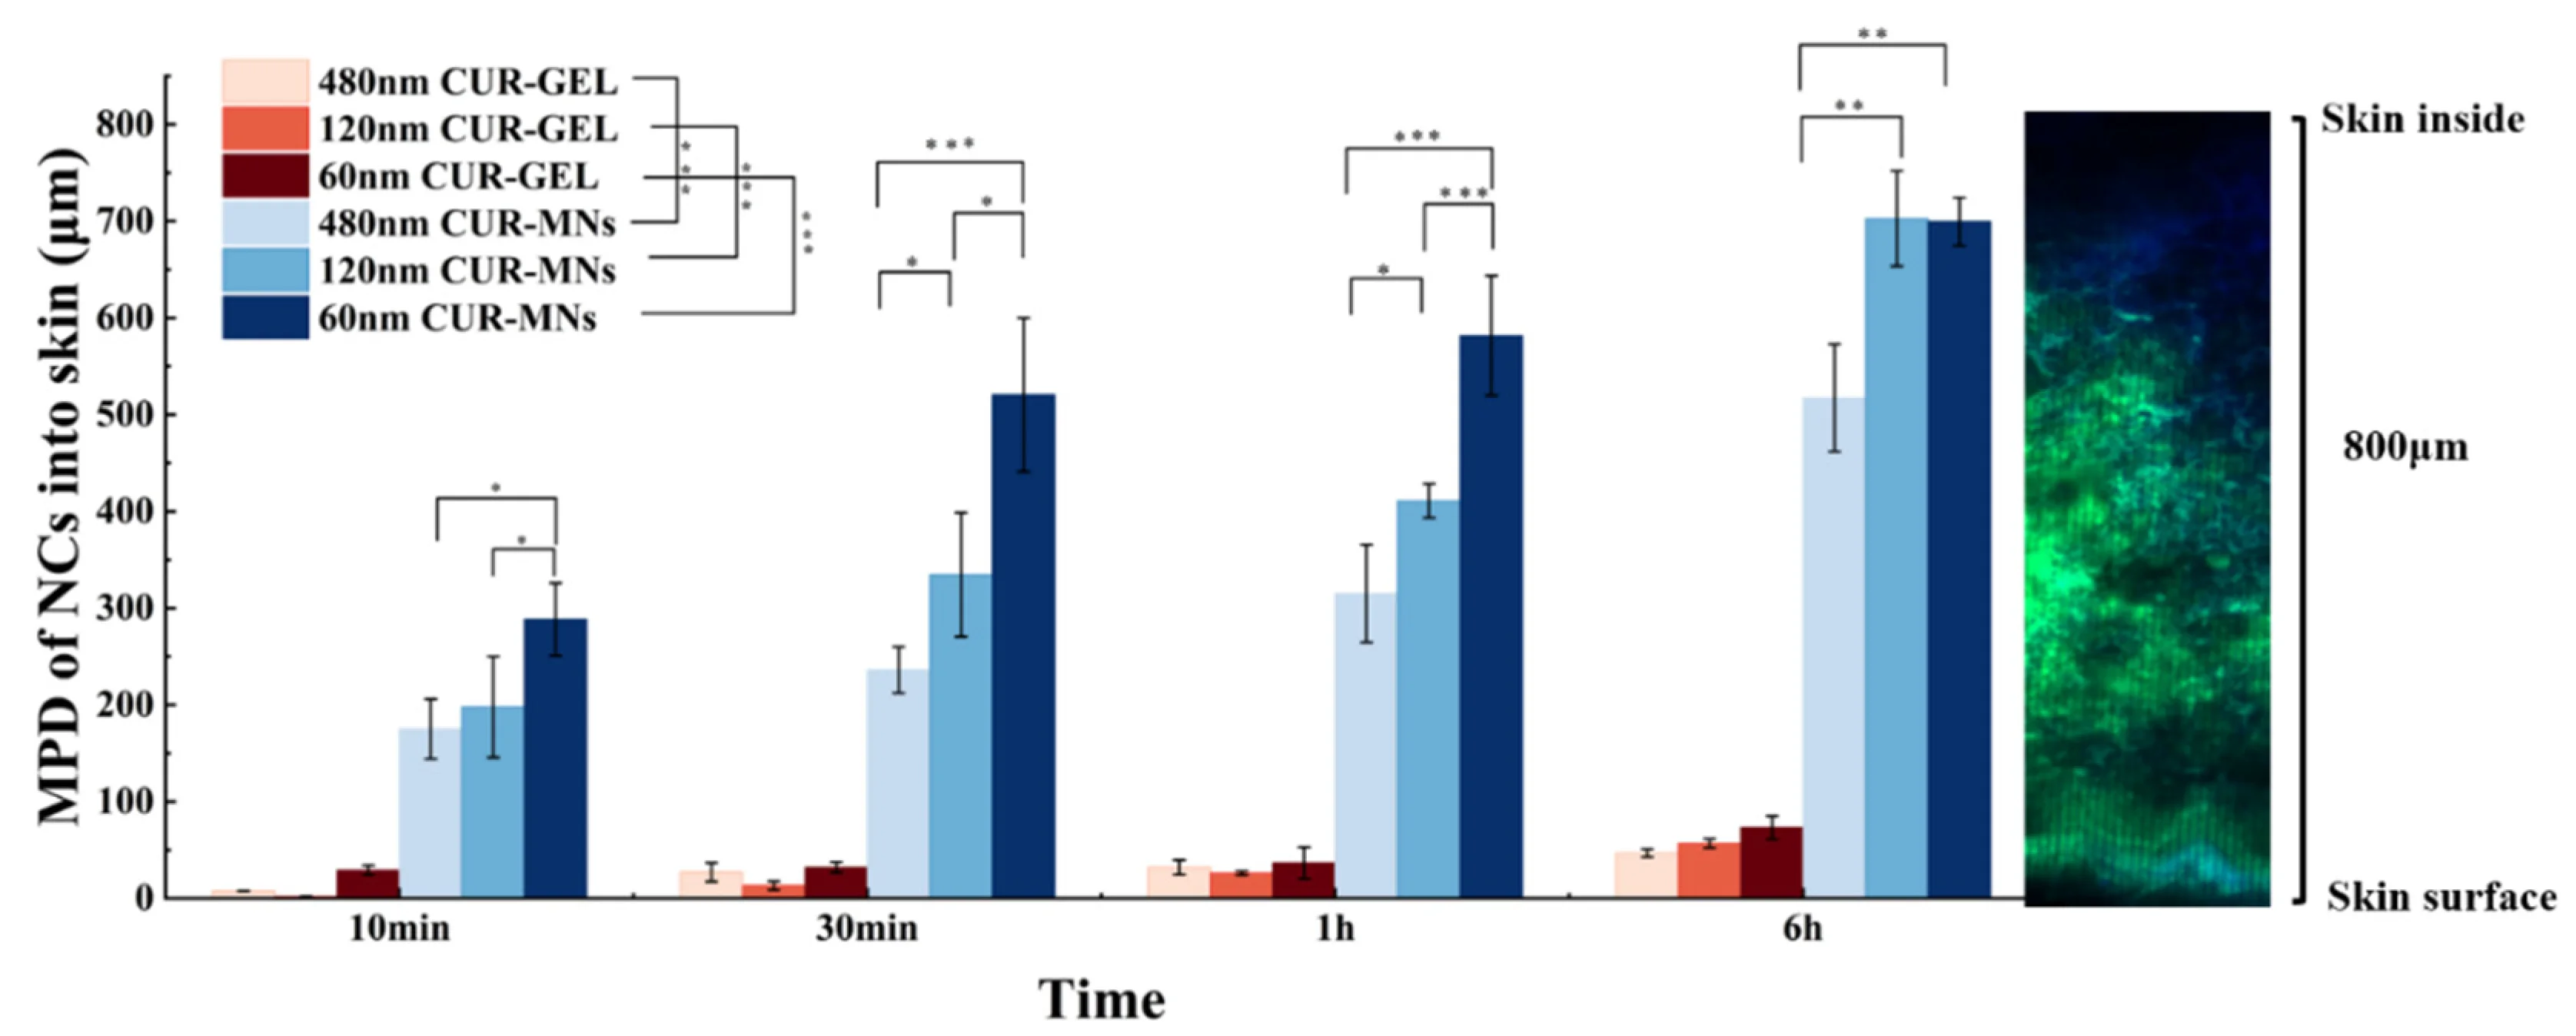 480nm CUR-GEL
120nm CUR-GEL
60nm CUR-GEL
480nm CUR-MNs
120nm CUR-MNs
60nm CUR-MNs
***
***
***
MPD of NCs into skin (μm)
800
700
600
500
400
300
200
100
0
*
*
***
*
*
***
***
*
**
**
10min
30min
1h
6h
Time
Skin inside
800μm
Skin surface